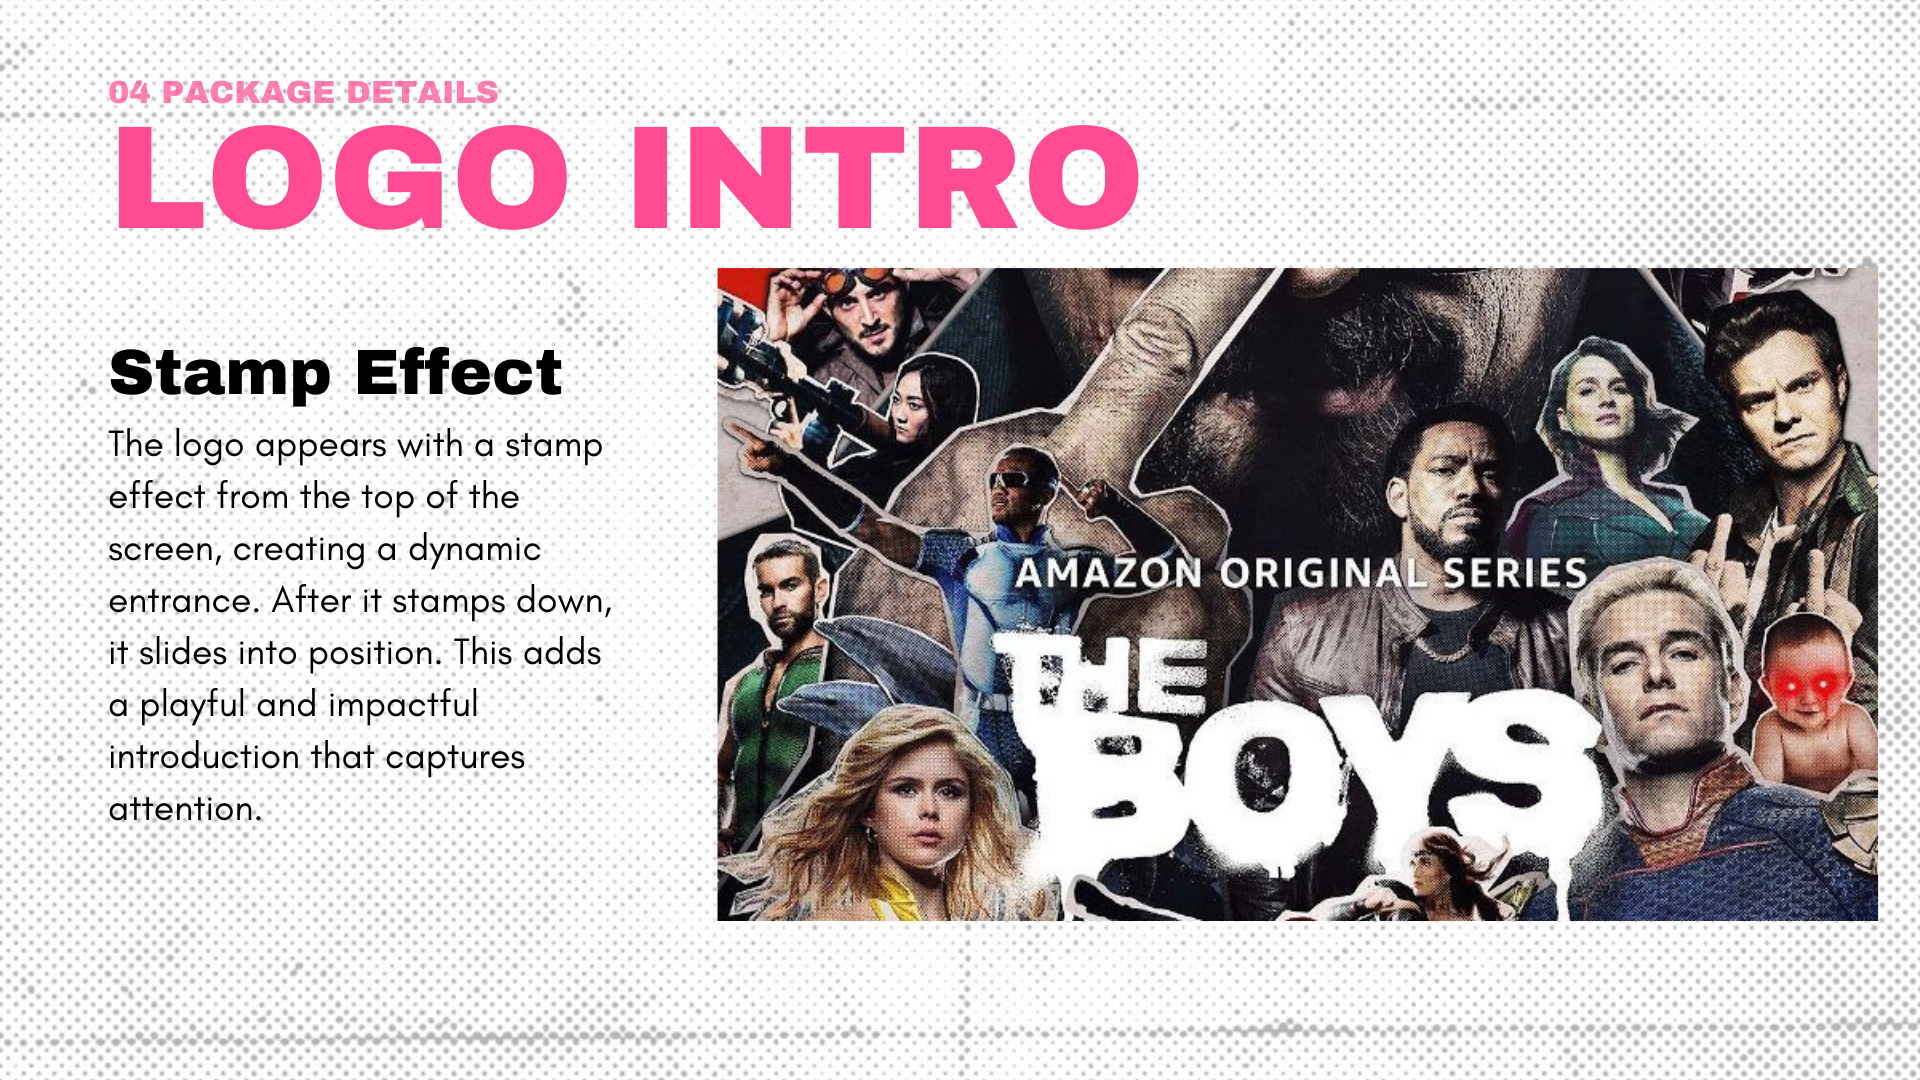 04 PACKAGE DETAILS
LOGO INTRO
Stamp Effect
The logo appears with a stamp
effect from the top of the
screen, creating a dynamic
entrance. After it stamps down,
it slides into position. This adds
a playful and impactful
introduction that captures
attention.
AMAZON ORIGINAL SERIES
THE
BOYS